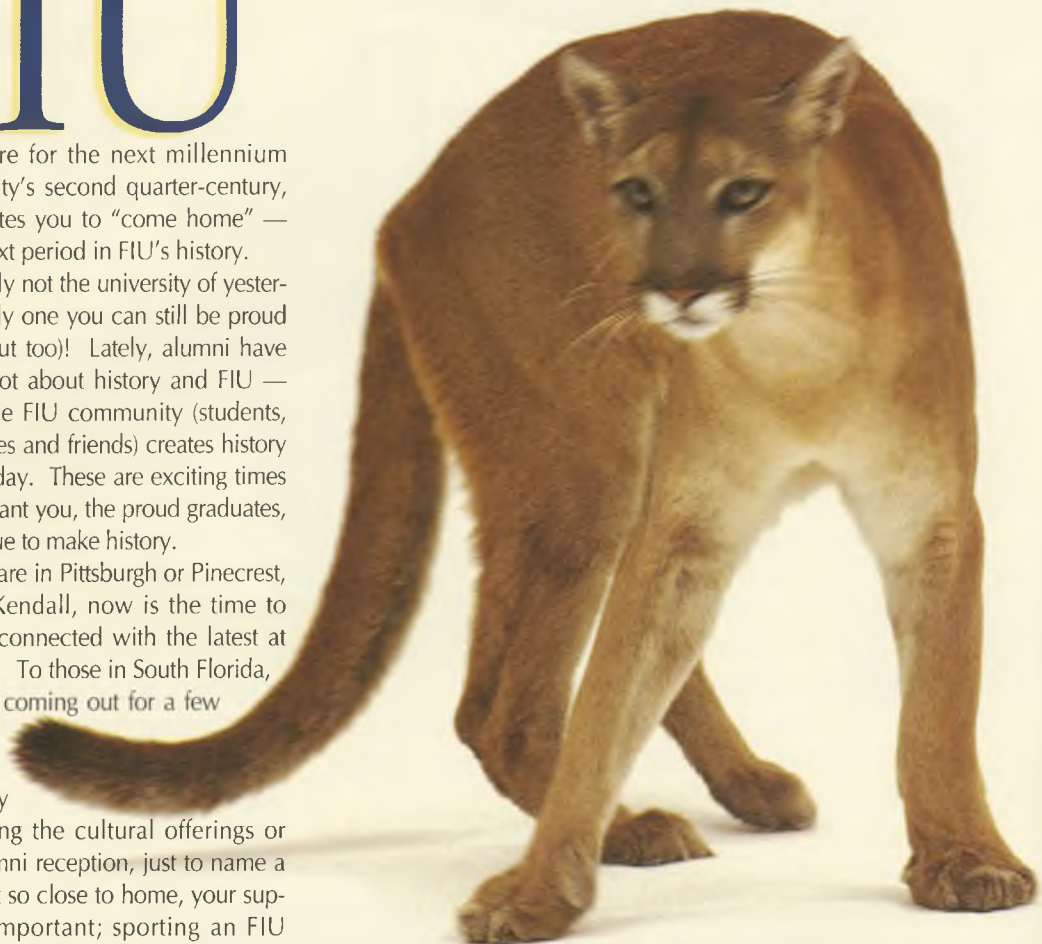 IU
re for the next millennium
ty's second quarter-century,
tes you to "come home" —
xt period in FIU's history.
ly not the university of yester-
ly one you can still be proud
ut too)! Lately, alumni have
ot about history and FIU —
e FIU community (students,
es and friends) creates history
day. These are exciting times
ant you, the proud graduates,
ue to make history.
are in Pittsburgh or Pinecrest,
Kendall, now is the time to
connected with the latest at
To those in South Florida,
coming out for a few
y
ng the cultural offerings or
mni reception, just to name a
t so close to home, your sup-
mportant; sporting an FIU